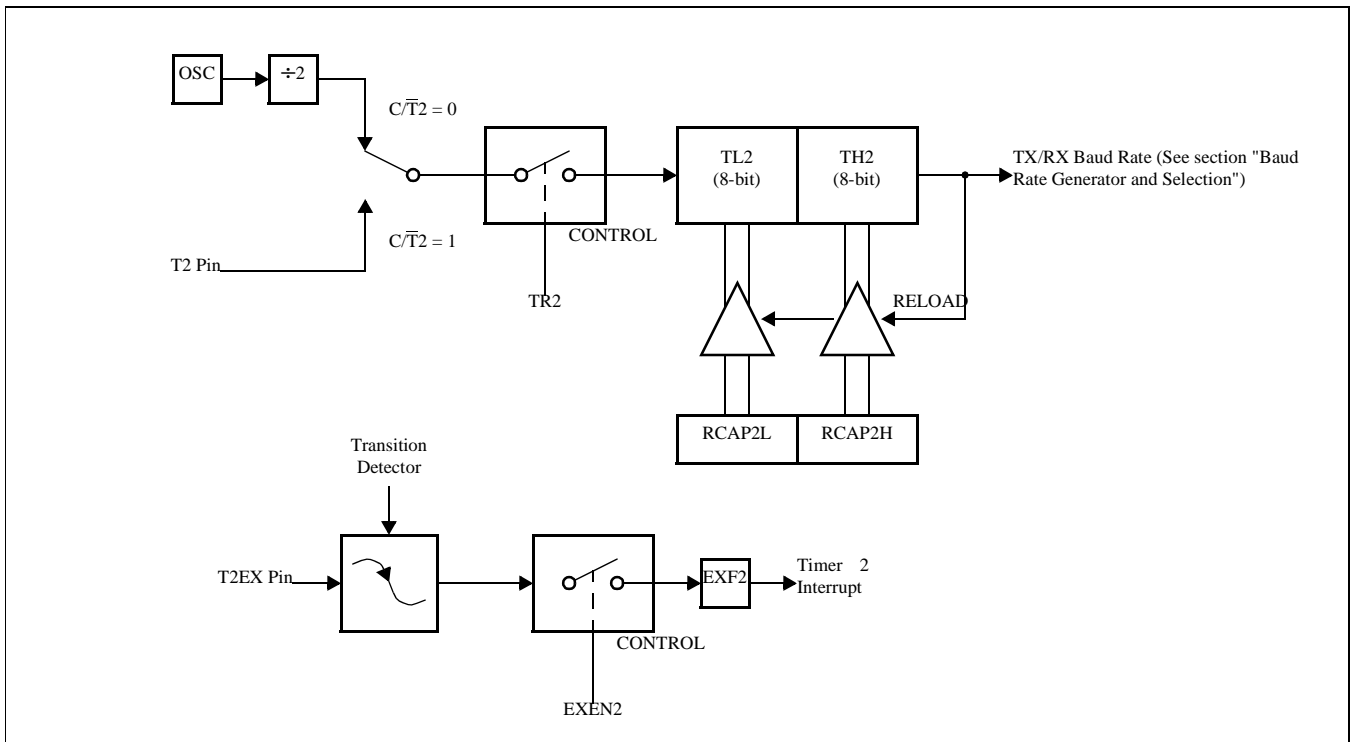 OSC
÷2
C/T̅2 = 0
TL2
(8-bit)
TH2
(8-bit)
TX/RX Baud Rate (See section "Baud
Rate Generator and Selection")
CONTROL
C/T̅2 = 1
T2 Pin
TR2
RELOAD
RCAP2L
RCAP2H
Transition
Detector
T2EX Pin
EXF2
Timer 2
Interrupt
CONTROL
EXEN2